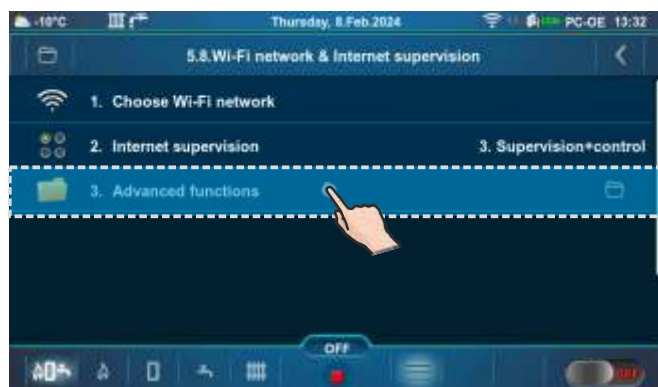 -10°C Thursday, 8.Feb.2024 PC-OE 13:32
5.8.Wi-Fi network & Internet supervision
1. Choose Wi-Fi network
2. Internet supervision 3. Supervision+control
3. Advanced functions
OFF
OFF